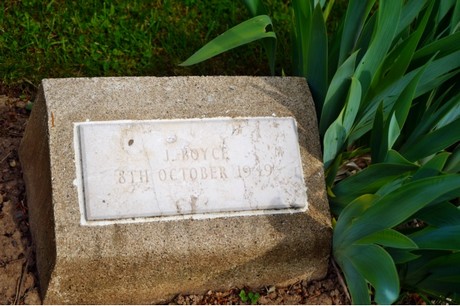 J. BOYCE
8TH OCTOBER 1949